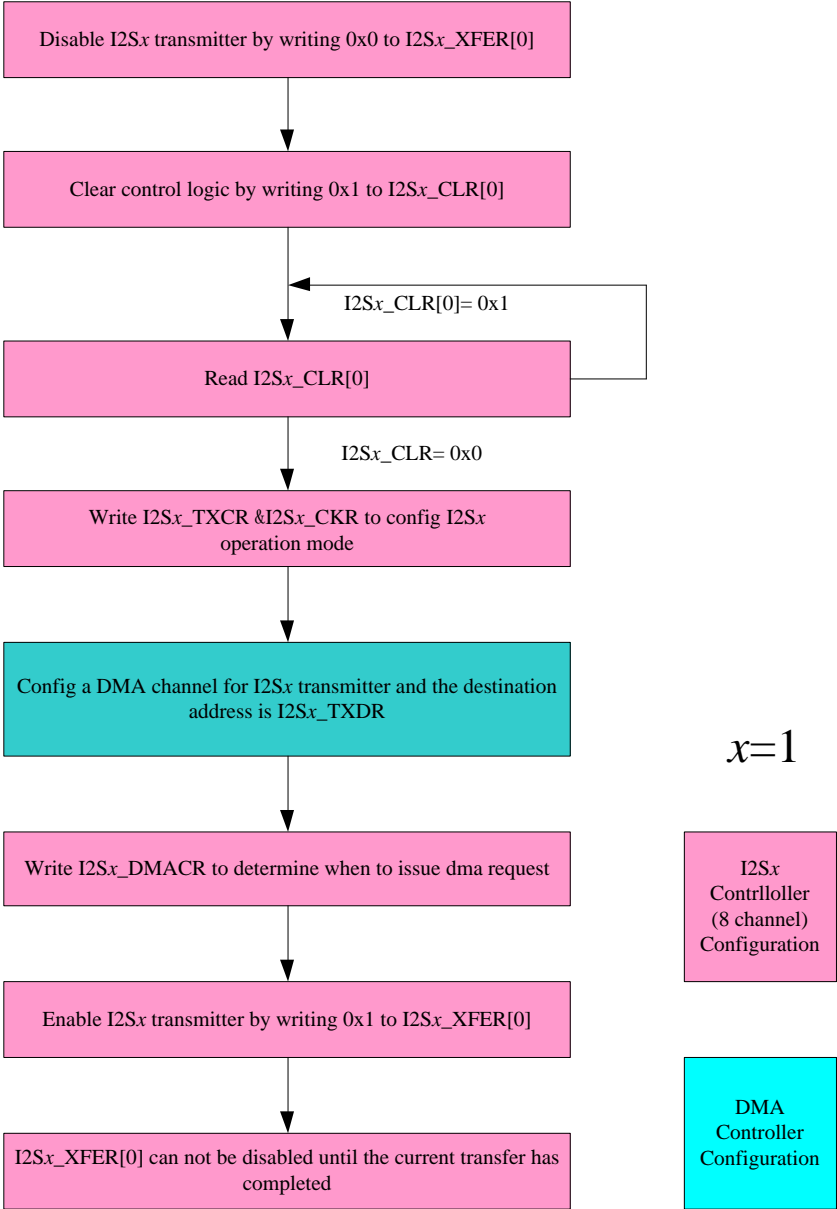 Disable I2Sx transmitter by writing 0x0 to I2Sx_XFER[0]
Clear control logic by writing 0x1 to I2Sx_CLR[0]
I2Sx_CLR[0]= 0x1
Read I2Sx_CLR[0]
I2Sx_CLR= 0x0
Write I2Sx_TXCR &I2Sx_CKR to config I2Sx
operation mode
Config a DMA channel for I2Sx transmitter and the destination
address is I2Sx_TXDR
x=1
Write I2Sx_DMACR to determine when to issue dma request
I2Sx
Contrlloller
(8 channel)
Configuration
Enable I2Sx transmitter by writing 0x1 to I2Sx_XFER[0]
I2Sx_XFER[0] can not be disabled until the current transfer has
completed
DMA
Controller
Configuration